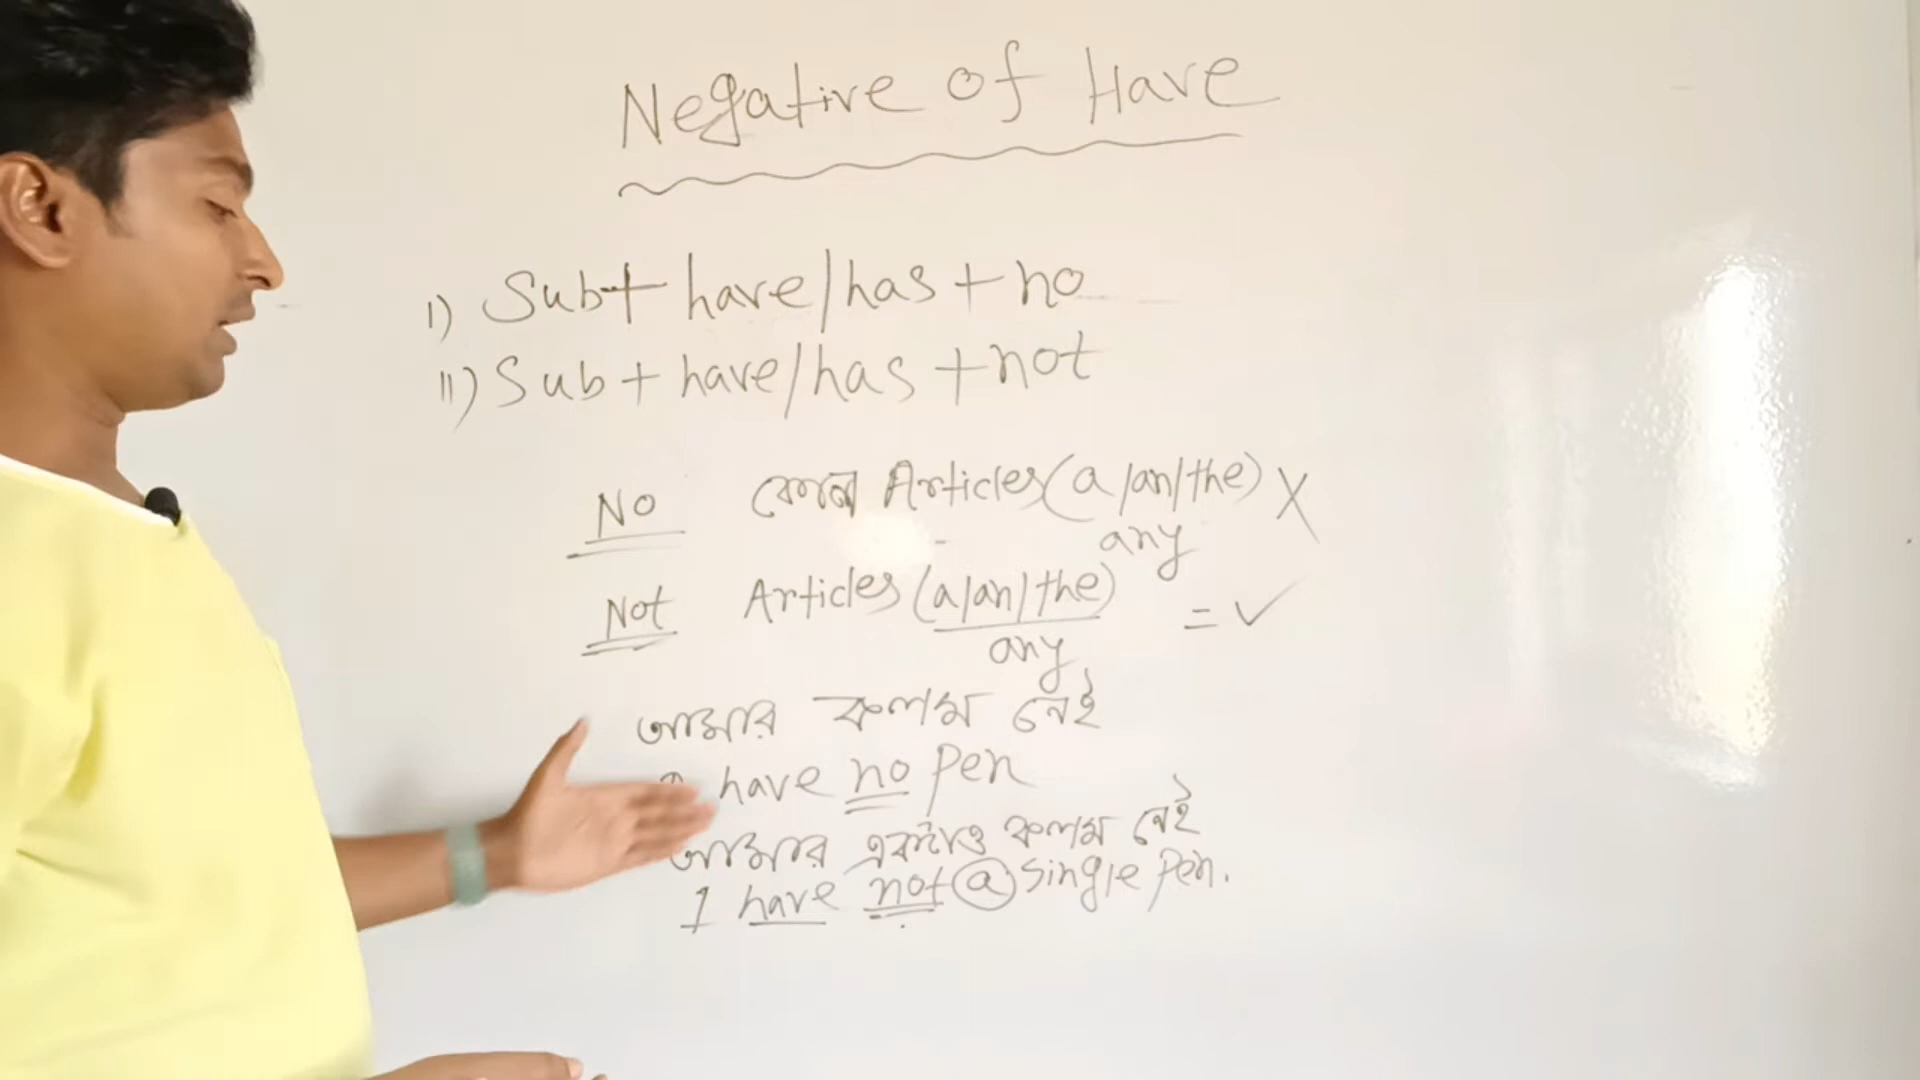 Negative of Have
I) Sub+ have/has + no
II) Sub + have/has + not
No কোন Articles (a/an/the) X
any
Not Articles (a/an/the) = ✓
any
আমার কলম নেই
have no Pen
আমার একটাও কলম নেই
I have not a single Pen.